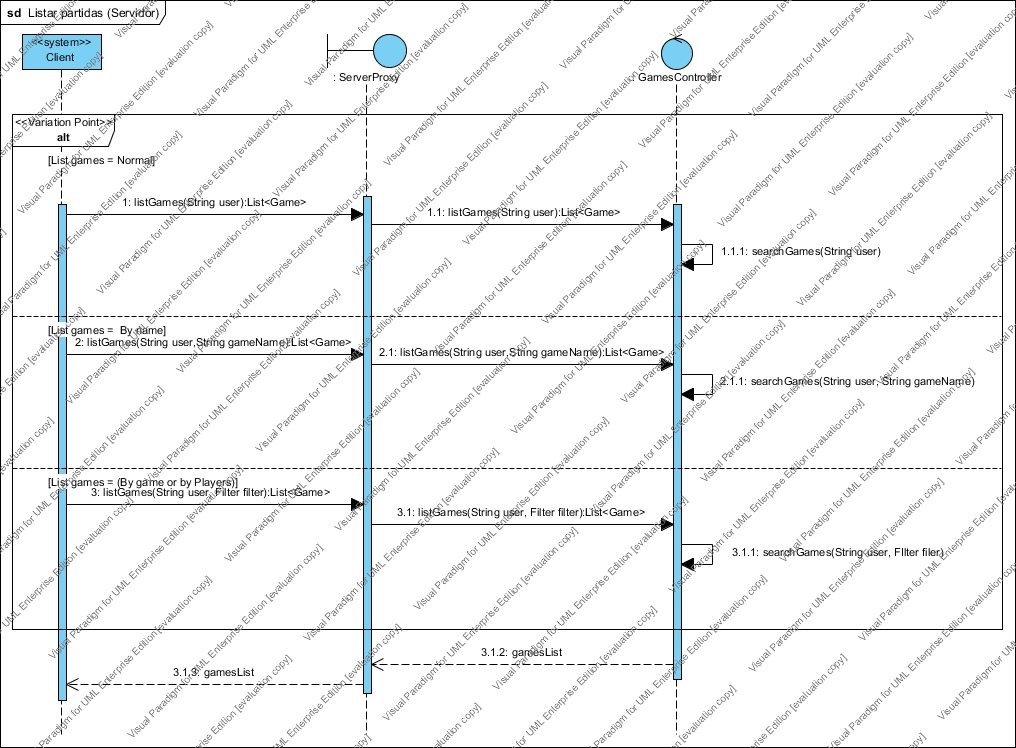 sd Listar partidas (Servidor)
<<system>>
Client
: ServerProxy
: GamesController
<<Variation Point>>
alt
[List games = Normal]
1: listGames(String user):List<Game>
1.1: listGames(String user):List<Game>
1.1.1: searchGames(String user)
[List games = By name]
2: listGames(String user,String gameName):List<Game>
2.1: listGames(String user,String gameName):List<Game>
2.1.1: searchGames(String user, String gameName)
[List games = (By game or by Players)]
3: listGames(String user, Filter filter):List<Game>
3.1: listGames(String user, Filter filter):List<Game>
3.1.1: searchGames(String user, FIlter filer)
3.1.2: gamesList
3.1.3: gamesList
Visual Paradigm for UML Enterprise Edition [evaluation copy]